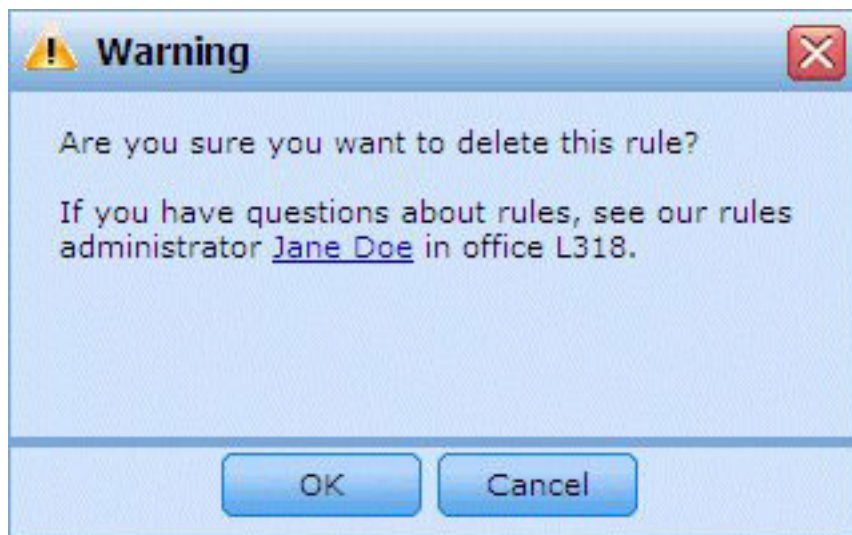 Warning
Are you sure you want to delete this rule?
If you have questions about rules, see our rules
administrator Jane Doe in office L318.
OK Cancel